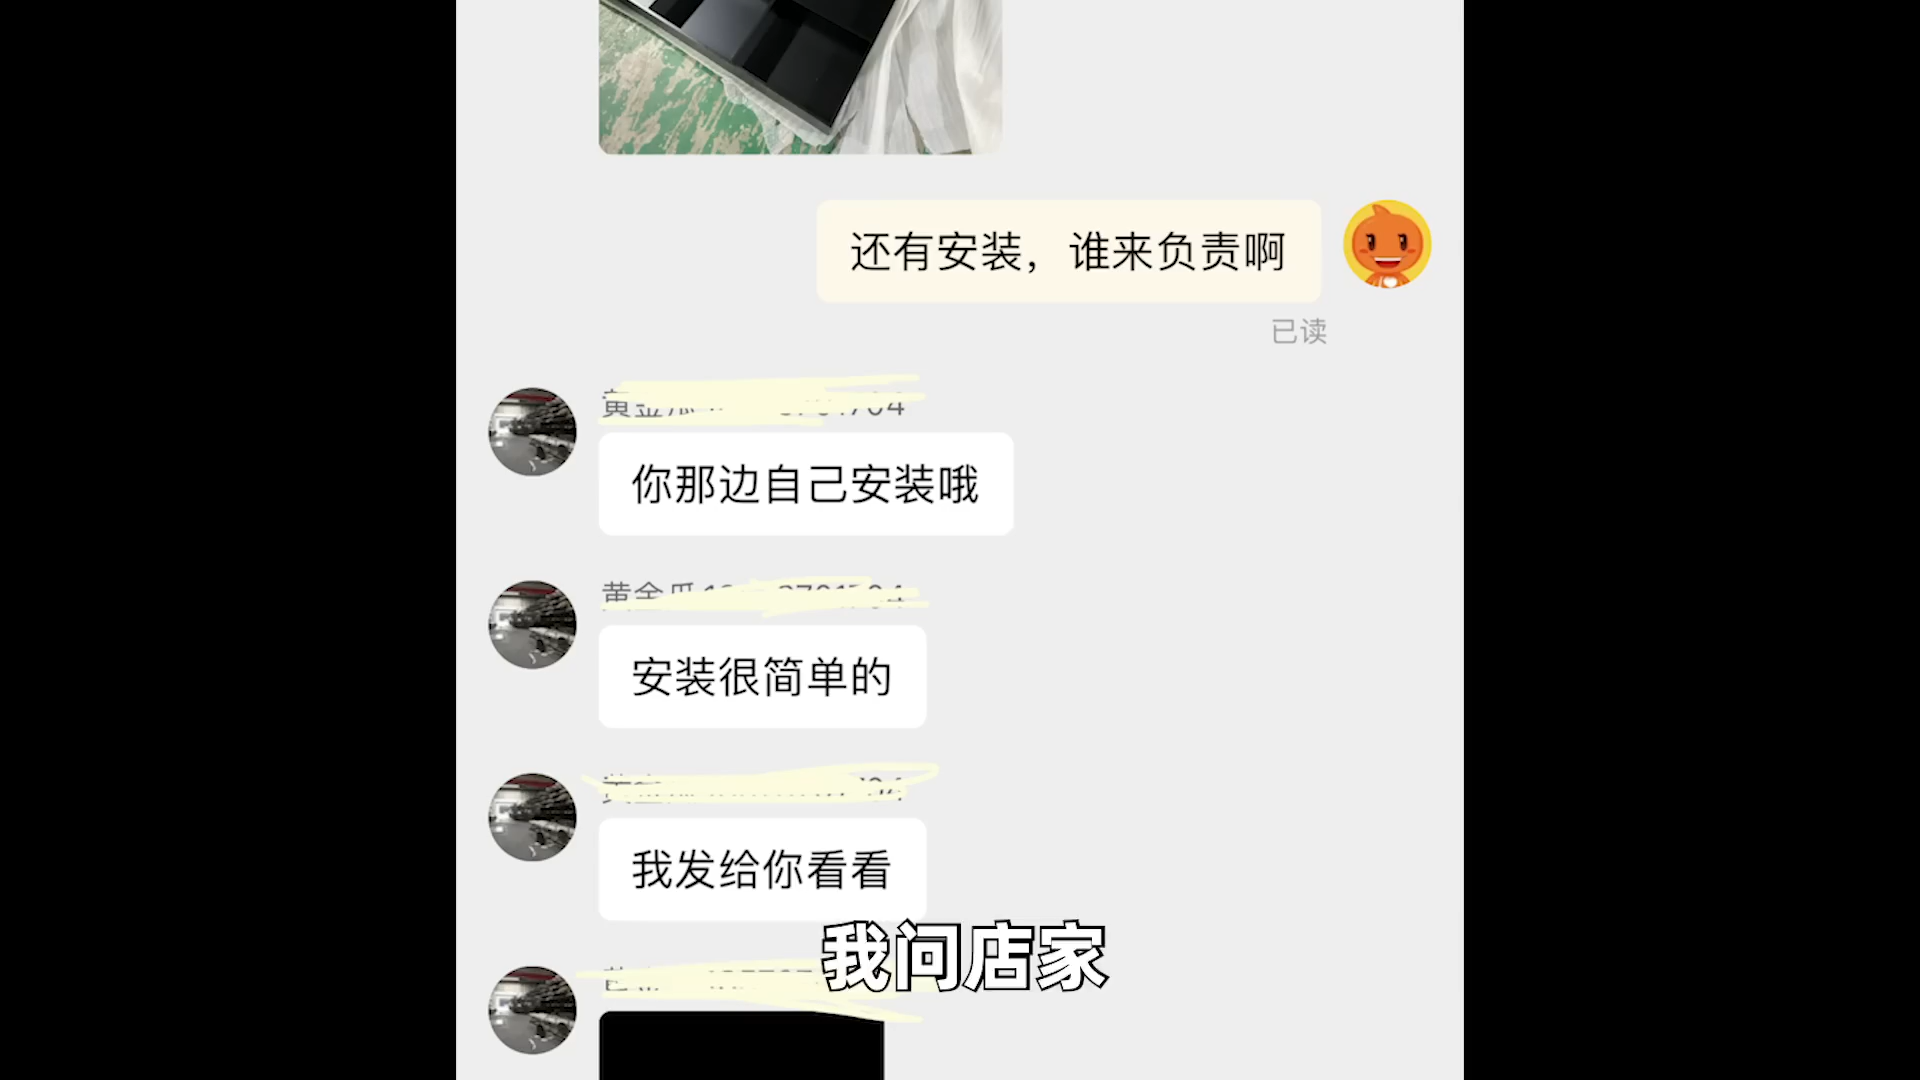 还有安装，谁来负责啊
已读
你那边自己安装哦
安装很简单的
我发给你看看
我问店家